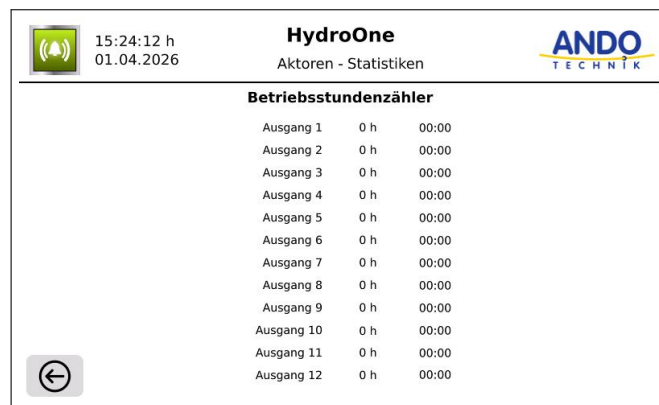 15:24:12 h
01.04.2026
HydroOne
Aktoren - Statistiken
ANDO
TECHNIK
Betriebsstundenzähler
Ausgang 1 0 h 00:00
Ausgang 2 0 h 00:00
Ausgang 3 0 h 00:00
Ausgang 4 0 h 00:00
Ausgang 5 0 h 00:00
Ausgang 6 0 h 00:00
Ausgang 7 0 h 00:00
Ausgang 8 0 h 00:00
Ausgang 9 0 h 00:00
Ausgang 10 0 h 00:00
Ausgang 11 0 h 00:00
Ausgang 12 0 h 00:00